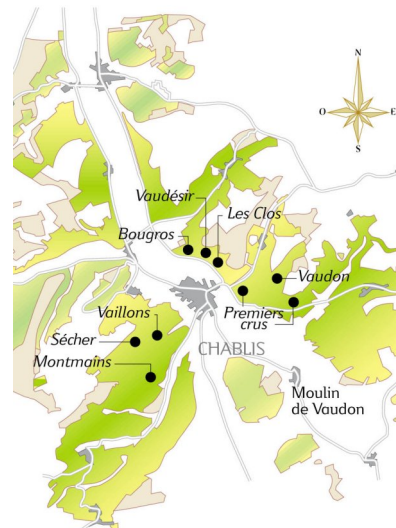 N
O
E
S
Vaudésir
Les Clos
Bougros
Vaudon
Premiers
crus
Vaillons
Sécher
Montmains
CHABLIS
Moulin
de Vaudon